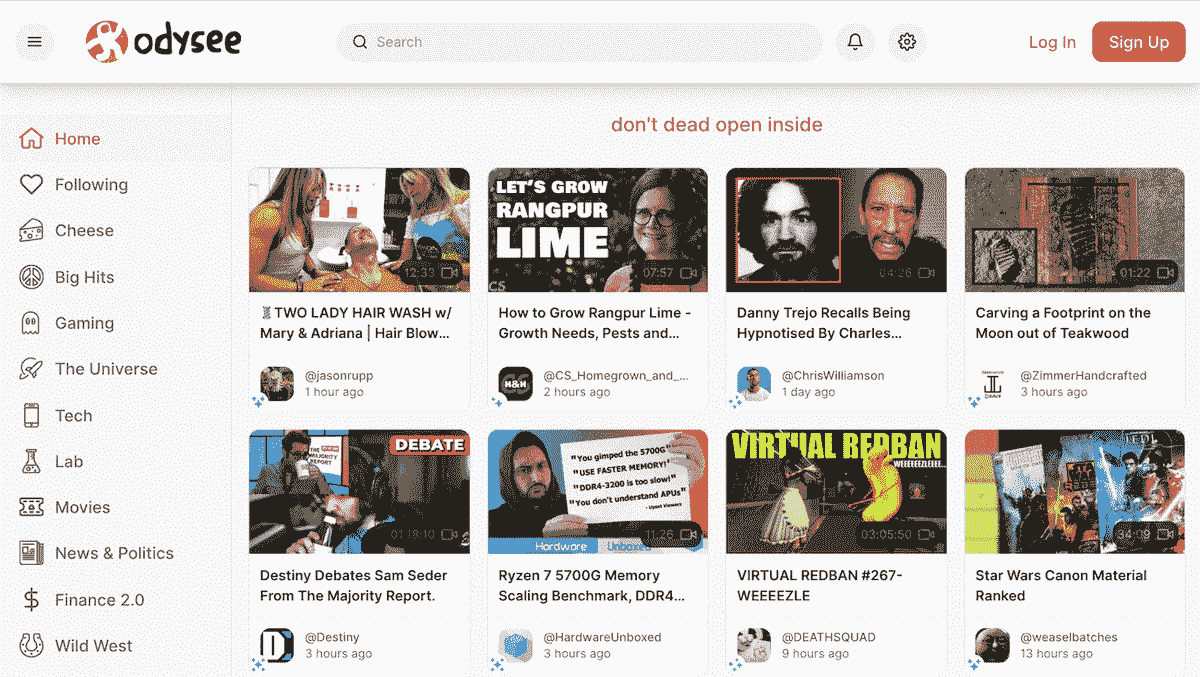 odysee
Search
Log In
Sign Up
Home
Following
Cheese
Big Hits
Gaming
The Universe
Tech
Lab
Movies
News & Politics
Finance 2.0
Wild West
don't dead open inside
12:33
TWO LADY HAIR WASH w/
Mary & Adriana | Hair Blow...
@jasonrupp
1 hour ago
LET'S GROW
RANGPUR
LIME
CS
07:57
How to Grow Rangpur Lime -
Growth Needs, Pests and...
H&H
@CS_Homegrown_and_...
2 hours ago
04:26
Danny Trejo Recalls Being
Hypnotised By Charles...
@ChrisWilliamson
1 day ago
01:22
Carving a Footprint on the
Moon out of Teakwood
@ZimmerHandcrafted
3 hours ago
THE
MAJORITY
REPORT
DEBATE
01:18:10
Destiny Debates Sam Seder
From The Majority Report.
D
@Destiny
3 hours ago
"You gimped the 5700G"
"USE FASTER MEMORY!"
"DDR4-3200 is too slow!"
"You don't understand APUs"
- Upset Viewers
11:26
Hardware Unboxed
Ryzen 7 5700G Memory
Scaling Benchmark, DDR4...
@HardwareUnboxed
3 hours ago
VIRTUAL REDBAN
WEEEEEZLEEE...
03:05:50
VIRTUAL REDBAN #267-
WEEEEZLE
@DEATHSQUAD
9 hours ago
JEDI
34:09
Star Wars Canon Material
Ranked
@weaselbatches
13 hours ago